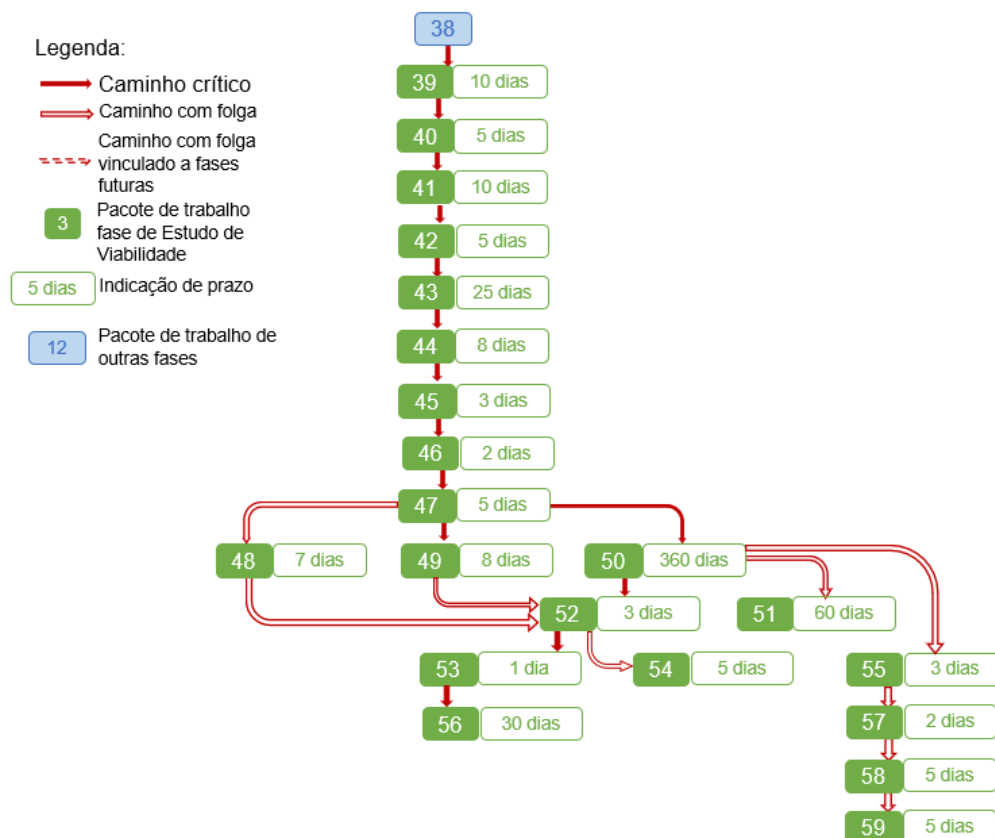 Legenda:
Caminho crítico
Caminho com folga
Caminho com folga
vinculado a fases
futuras
3
Pacote de trabalho
fase de Estudo de
Viabilidade
5 dias
Indicação de prazo
12
Pacote de trabalho de
outras fases
38
39 10 dias
40 5 dias
41 10 dias
42 5 dias
43 25 dias
44 8 dias
45 3 dias
46 2 dias
47 5 dias
48 7 dias
49 8 dias
50 360 dias
52 3 dias
51 60 dias
53 1 dia
54 5 dias
55 3 dias
56 30 dias
57 2 dias
58 5 dias
59 5 dias